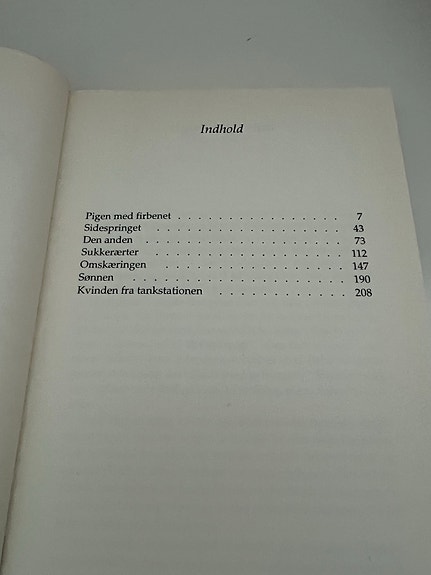 Indhold
Pigen med firbenet . . . . . . . . . . . . . . . . 7
Sidespringet . . . . . . . . . . . . . . . . . 43
Den anden . . . . . . . . . . . . . . . . . . 73
Sukkerærter . . . . . . . . . . . . . . . . . 112
Omskæringen . . . . . . . . . . . . . . . . 147
Sønnen . . . . . . . . . . . . . . . . . . 190
Kvinden fra tankstationen . . . . . . . . . . . 208